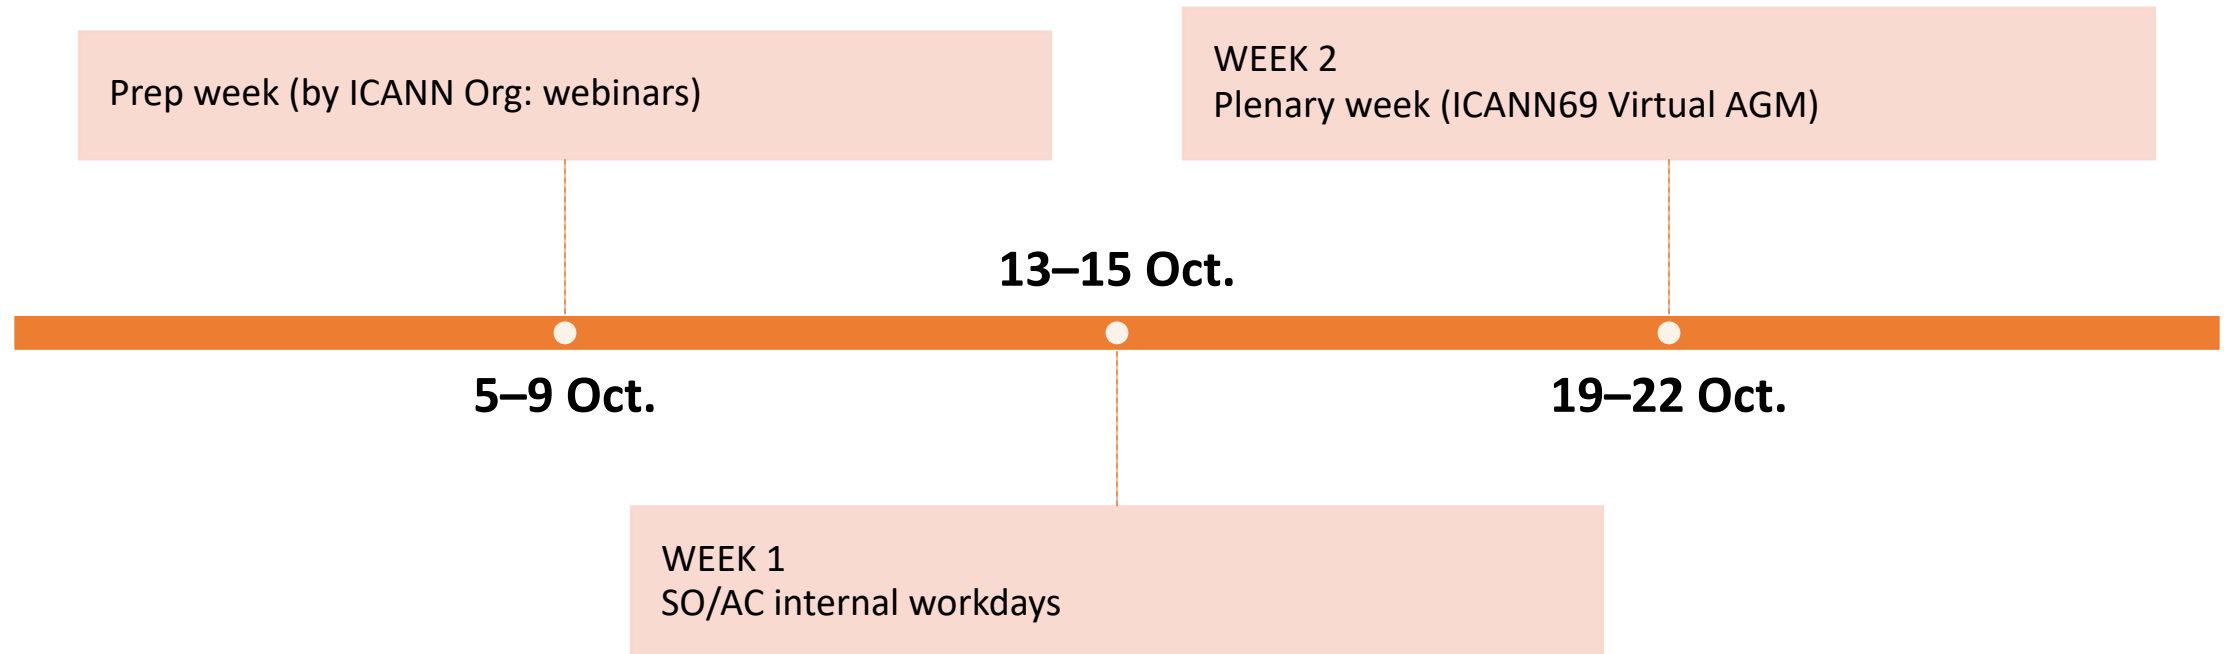 Prep week (by ICANN Org: webinars)
WEEK 2
Plenary week (ICANN69 Virtual AGM)
13–15 Oct.
5–9 Oct.
19–22 Oct.
WEEK 1
SO/AC internal workdays